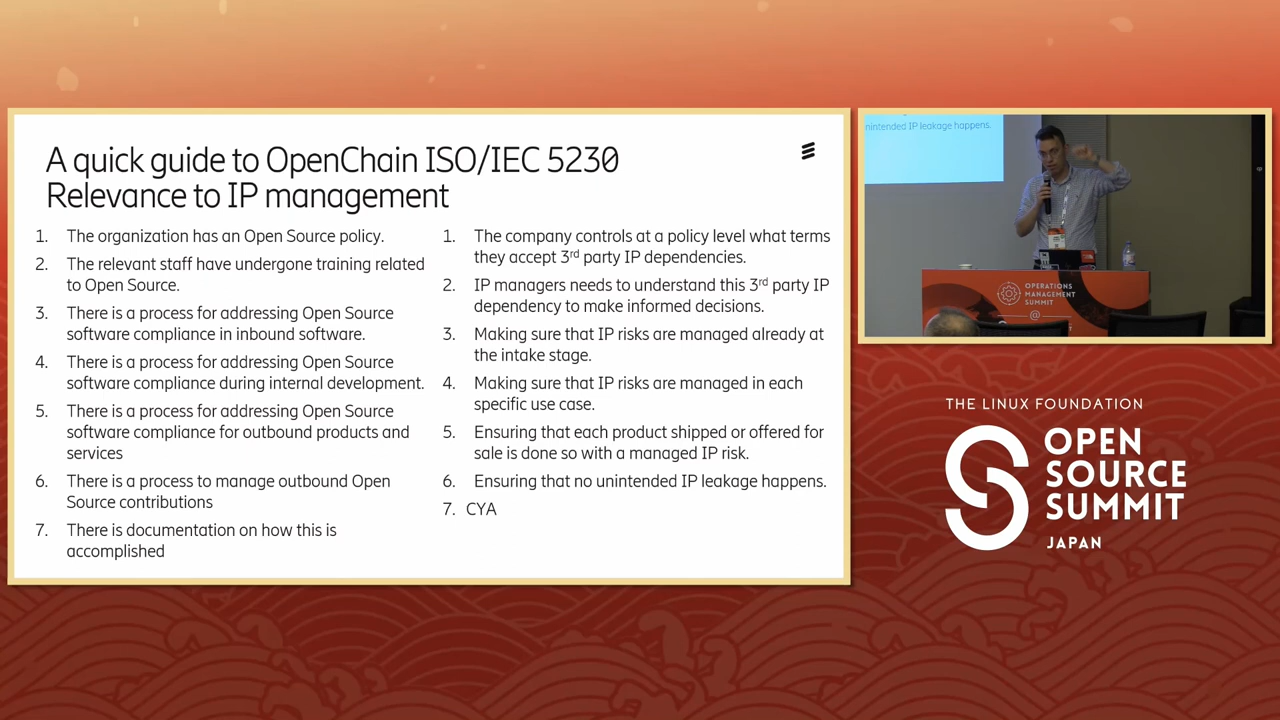 A quick guide to OpenChain ISO/IEC 5230
Relevance to IP management
1. The organization has an Open Source policy.
2. The relevant staff have undergone training related
to Open Source.
3. There is a process for addressing Open Source
software compliance in inbound software.
4. There is a process for addressing Open Source
software compliance during internal development.
5. There is a process for addressing Open Source
software compliance for outbound products and
services
6. There is a process to manage outbound Open
Source contributions
7. There is documentation on how this is
accomplished
1. The company controls at a policy level what terms
they accept 3rd party IP dependencies.
2. IP managers needs to understand this 3rd party IP
dependency to make informed decisions.
3. Making sure that IP risks are managed already at
the intake stage.
4. Making sure that IP risks are managed in each
specific use case.
5. Ensuring that each product shipped or offered for
sale is done so with a managed IP risk.
6. Ensuring that no unintended IP leakage happens.
7. CYA
nintended IP leakage happens.
OPERATIONS
MANAGEMENT
SUMMIT
@
THE LINUX FOUNDATION
OPEN
SOURCE
SUMMIT
JAPAN